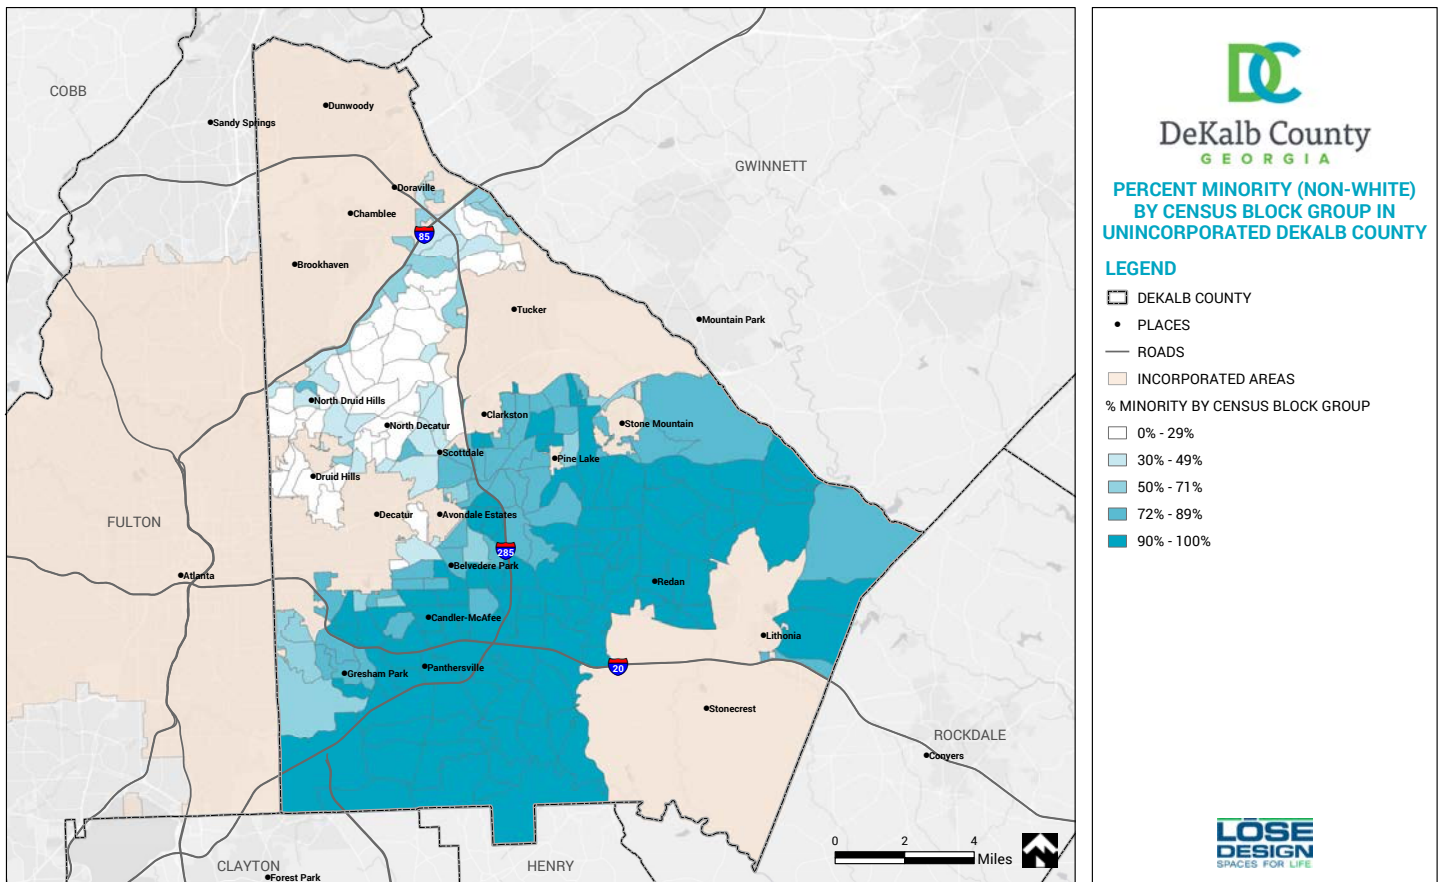 COBB
Dunwoody
Sandy Springs
GWINNETT
Doraville
Chamblee
85
Brookhaven
Tucker
Mountain Park
North Druid Hills
Clarkston
Stone Mountain
North Decatur
Scottdale
Pine Lake
Druid Hills
FULTON
Decatur
Avondale Estates
285
Belvedere Park
Atlanta
Redan
Candler-McAfee
Lithonia
20
Panthersville
Gresham Park
Stonecrest
ROCKDALE
Conyers
CLAYTON
HENRY
Forest Park
0 2 4
Miles
DC
DeKalb County
GEORGIA
PERCENT MINORITY (NON-WHITE)
BY CENSUS BLOCK GROUP IN
UNINCORPORATED DEKALB COUNTY
LEGEND
DEKALB COUNTY
PLACES
ROADS
INCORPORATED AREAS
% MINORITY BY CENSUS BLOCK GROUP
0% - 29%
30% - 49%
50% - 71%
72% - 89%
90% - 100%
LOSE
DESIGN
SPACES FOR LIFE